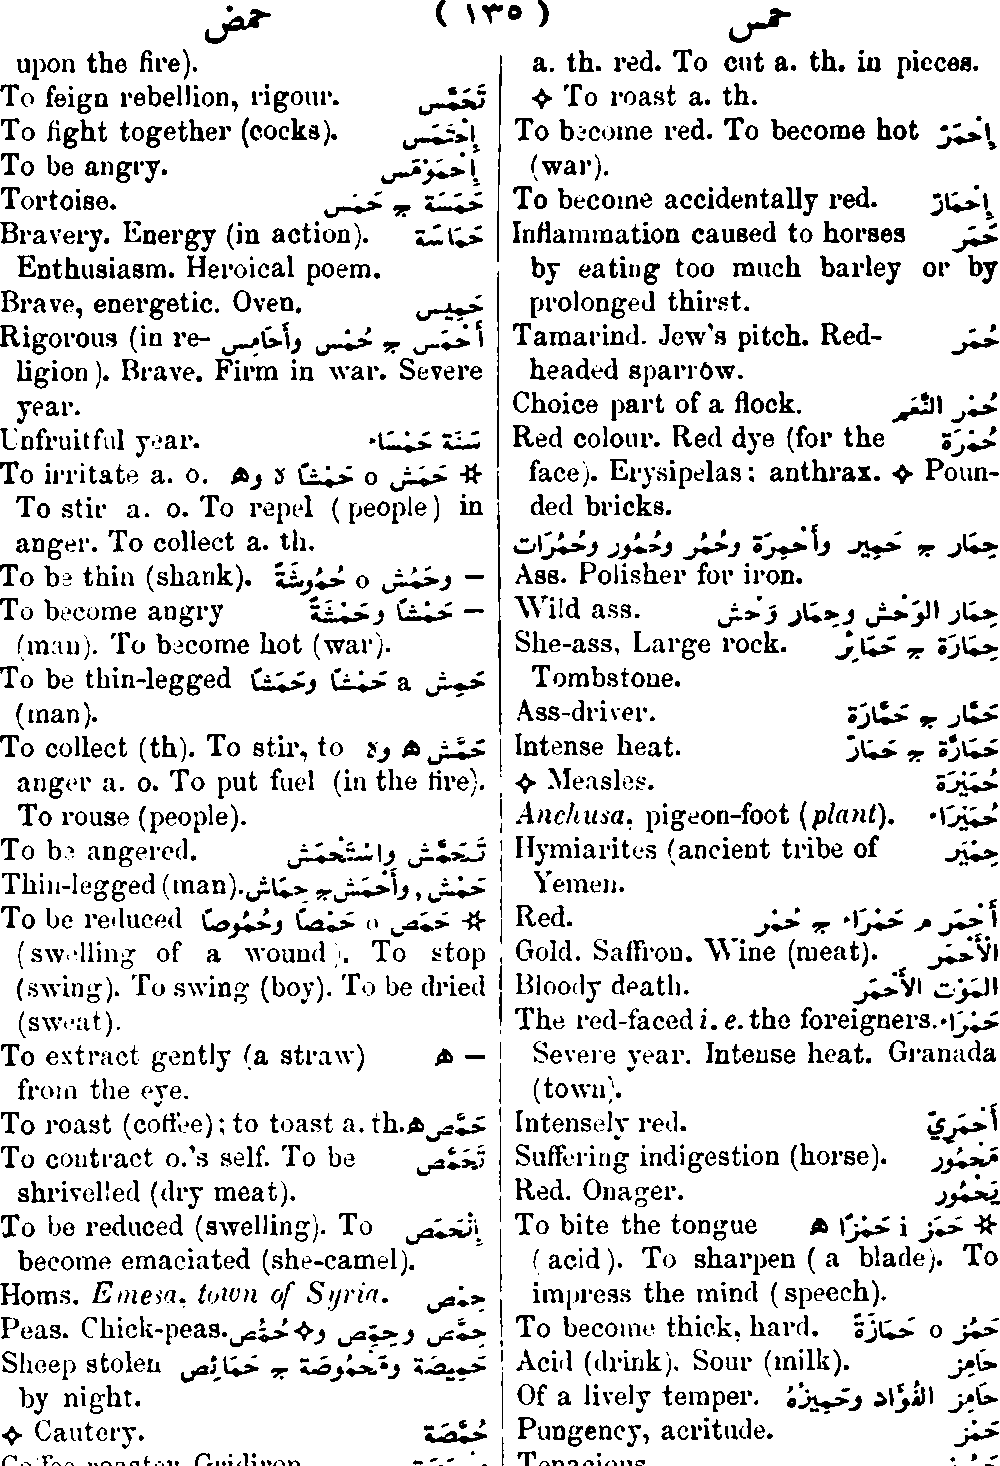 حمس ( ١٣٥ ) حمض
a. th. red. To cut a. th. in pieces.
✧ To roast a. th.
To become red. To become hot إِحْمَرَّ
(war).
To become accidentally red. إِحْمَارَّ
Inflammation caused to horses حَمَر
by eating too much barley or by
prolonged thirst.
Tamarind. Jew's pitch. Red- حُمَر
headed sparrow.
Choice part of a flock. حُمْر النَّعَم
Red colour. Red dye (for the حُمْرَة
face). Erysipelas; anthrax. ✧ Poun-
ded bricks.
حِمَار ج حَمِير وأَحْمِرَة وحُمُر وحُمُور وحُمُرَات
Ass. Polisher for iron.
Wild ass. حِمَار الوَحْش وحِمَار وَحْش
She-ass, Large rock. حِمَارَة ج حَمَائِر
Tombstone.
Ass-driver. حَمَّار ج حَمَّارَة
Intense heat. حَمَارَّة ج حَمَارّ
✧ Measles. حُمَيْرَة
Anchusa, pigeon-foot (plant). حُمَيْرَاء
Hymiarites (ancient tribe of حِمْيَر
Yemen.
Red. أَحْمَر م حَمْرَاء ج حُمْر
Gold. Saffron. Wine (meat). الأَحْمَر
Bloody death. المَوْت الأَحْمَر
The red-faced i. e. the foreigners. حَمْرَاء
Severe year. Intense heat. Granada
(town).
Intensely red. أَحْمَرِيّ
Suffering indigestion (horse). مَحْمُور
Red. Onager. يَحْمُور
To bite the tongue ✲ حَمَز i حَمْزًا ه
(acid). To sharpen (a blade). To
impress the mind (speech).
To become thick, hard. حَمُز o حَمَازَةً
Acid (drink). Sour (milk). حَامِز
Of a lively temper. حَامِز الفُؤَاد وحَمِيزُهُ
Pungency, acritude. حَمْز
upon the fire).
To feign rebellion, rigour. تَحَمَّس
To fight together (cocks). إِحْتَمَس
To be angry. إِحْمَوْمَس
Tortoise. حَمَسَة ج حَمَس
Bravery. Energy (in action). حَمَاسَة
Enthusiasm. Heroical poem.
Brave, energetic. Oven. حَمِيس
Rigorous (in re- أَحْمَس ج حُمْس وأَحَامِس
ligion). Brave. Firm in war. Severe
year.
Unfruitful year. سَنَة حَمْسَاء
To irritate a. o. ✲ حَمَش o حَمْشًا ه وه
To stir a. o. To repel (people) in
anger. To collect a. th.
To be thin (shank). — وحَمُش o حُمُوشَةً
To become angry — حَمْشًا وحَمْشَةً
(man). To become hot (war).
To be thin-legged حَمِش a حَمْشًا وحَمَشًا
(man).
To collect (th). To stir, to حَمَّش ه وه
anger a. o. To put fuel (in the fire).
To rouse (people).
To be angered. تَحَمَّش واسْتَحْمَش
Thin-legged (man). حَمْش, وأَحْمَش ج حِمَاش
To be reduced ✲ حَمَص o حَمْصًا وحُمُوصًا
(swelling of a wound). To stop
(swing). To swing (boy). To be dried
(sweat).
To extract gently (a straw) — ه
from the eye.
To roast (coffee); to toast a. th. حَمَّص ه
To contract o.'s self. To be تَحَمَّص
shrivelled (dry meat).
To be reduced (swelling). To إِنْحَمَص
become emaciated (she-camel).
Homs. Emesa, town of Syria. حِمْص
Peas. Chick-peas. حِمَّص وحِمِّص و✧حُمُّص
Sheep stolen حَمِيصَة ومَحْمُوصَة ج حَمَائِص
by night.
✧ Cautery. حُمَّصَة